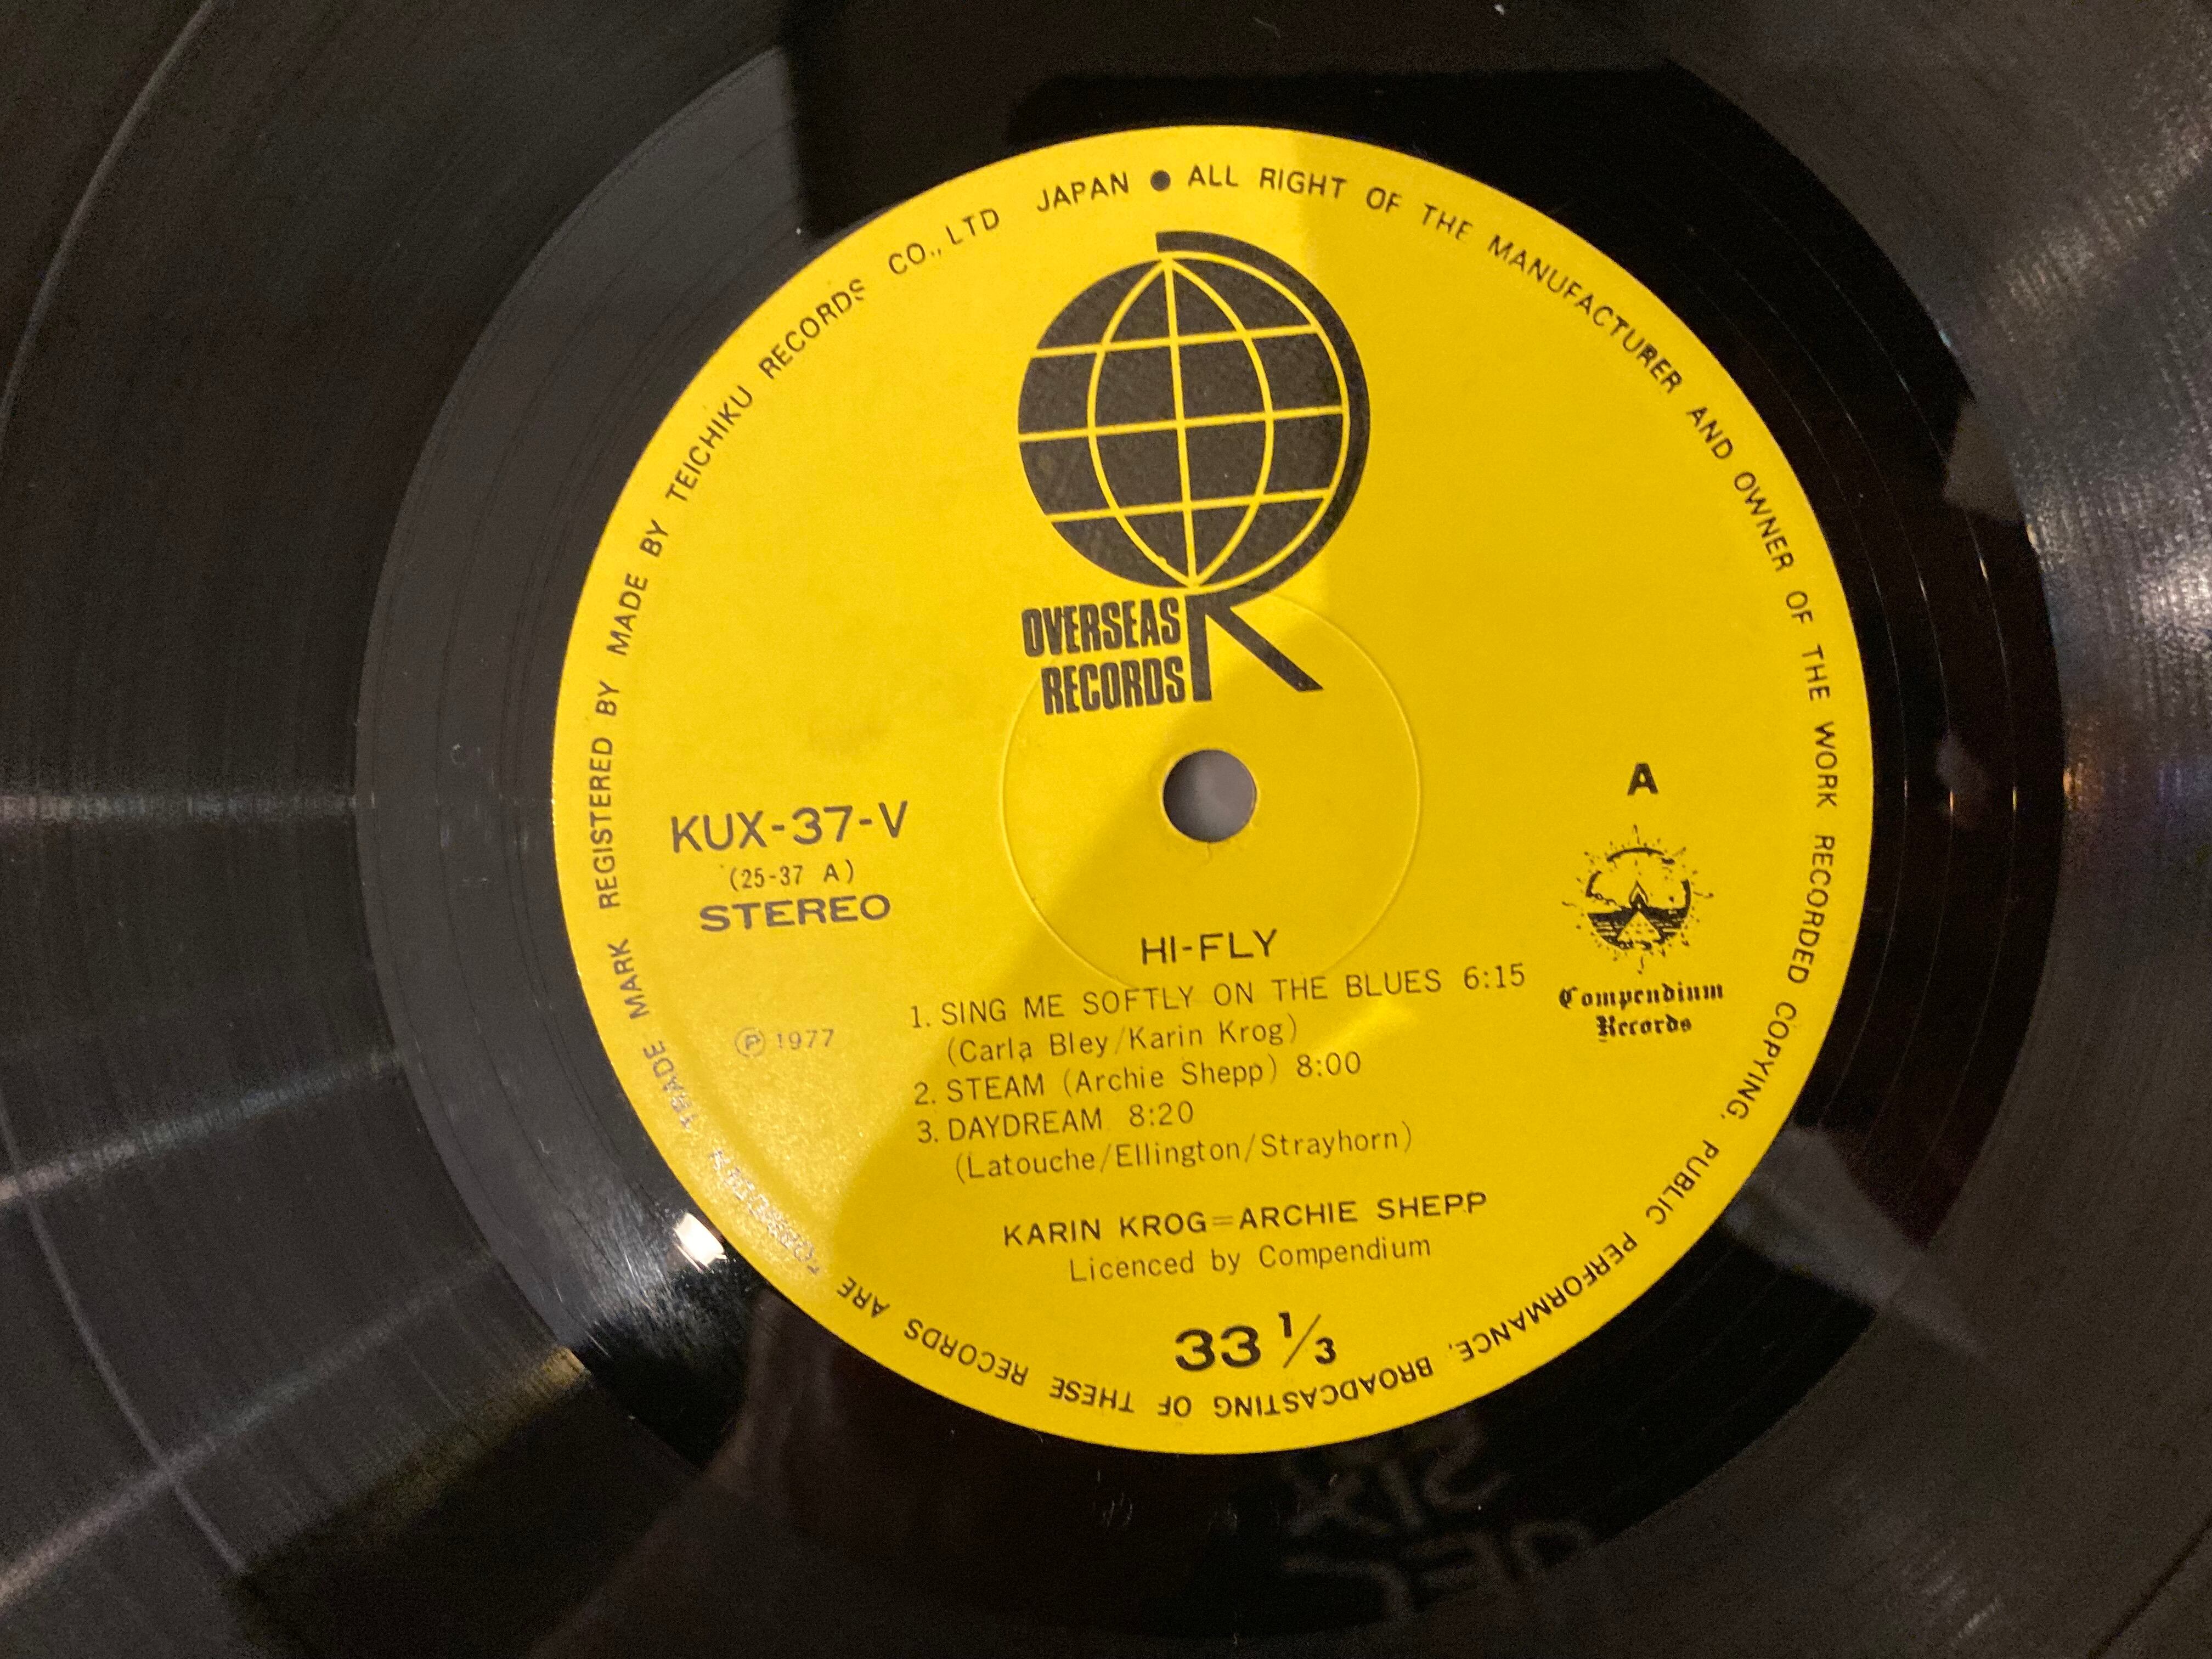 TRADE MARK REGISTERED BY MADE BY TEICHIKU RECORDS CO., LTD JAPAN ● ALL RIGHT OF THE MANUFACTURER AND OWNER OF THE WORK RECORDED COPYING, PUBLIC PERFORMANCE, BROADCASTING OF THESE RECORDS ARE
OVERSEAS
RECORDS
KUX-37-V
(25-37 A)
STEREO
℗ 1977
A
Compendium
Records
HI-FLY
1. SING ME SOFTLY ON THE BLUES 6:15
(Carla Bley/Karin Krog)
2. STEAM (Archie Shepp) 8:00
3. DAYDREAM 8:20
(Latouche/Ellington/Strayhorn)
KARIN KROG=ARCHIE SHEPP
Licenced by Compendium
33 1/3